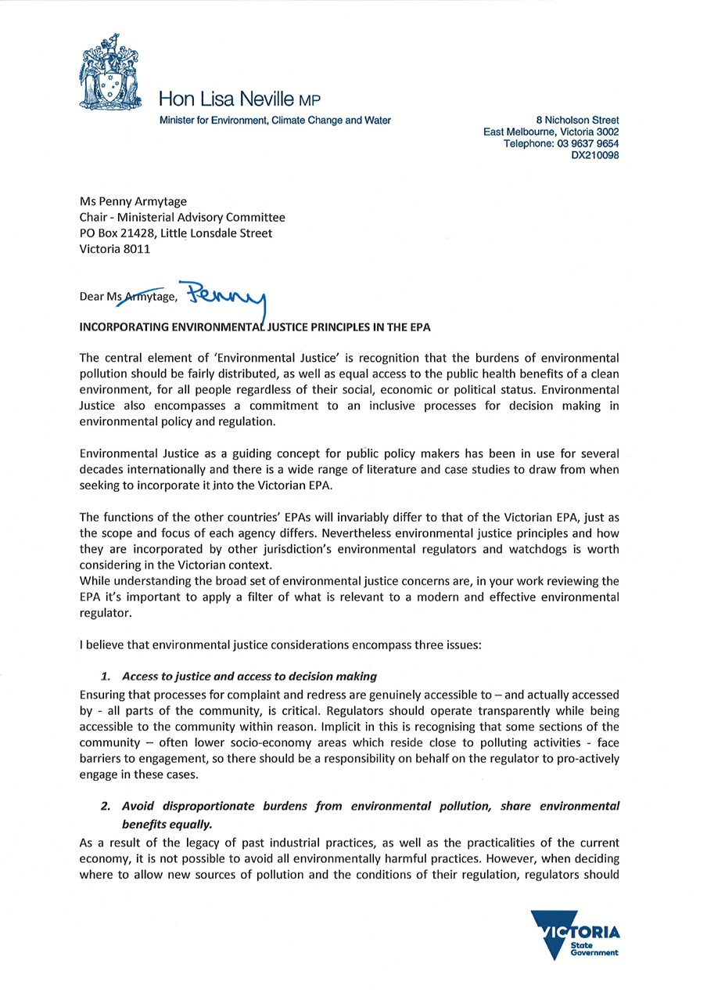 Hon Lisa Neville MP
Minister for Environment, Climate Change and Water
8 Nicholson Street
East Melbourne, Victoria 3002
Telephone: 03 9637 9654
DX210098
Ms Penny Armytage
Chair - Ministerial Advisory Committee
PO Box 21428, Little Lonsdale Street
Victoria 8011
Dear Ms Armytage, Penny
INCORPORATING ENVIRONMENTAL JUSTICE PRINCIPLES IN THE EPA
The central element of ‘Environmental Justice’ is recognition that the burdens of environmental
pollution should be fairly distributed, as well as equal access to the public health benefits of a clean
environment, for all people regardless of their social, economic or political status. Environmental
Justice also encompasses a commitment to an inclusive processes for decision making in
environmental policy and regulation.
Environmental Justice as a guiding concept for public policy makers has been in use for several
decades internationally and there is a wide range of literature and case studies to draw from when
seeking to incorporate it into the Victorian EPA.
The functions of the other countries’ EPAs will invariably differ to that of the Victorian EPA, just as
the scope and focus of each agency differs. Nevertheless environmental justice principles and how
they are incorporated by other jurisdiction’s environmental regulators and watchdogs is worth
considering in the Victorian context.
While understanding the broad set of environmental justice concerns are, in your work reviewing the
EPA it’s important to apply a filter of what is relevant to a modern and effective environmental
regulator.
I believe that environmental justice considerations encompass three issues:
1. Access to justice and access to decision making
Ensuring that processes for complaint and redress are genuinely accessible to – and actually accessed
by - all parts of the community, is critical. Regulators should operate transparently while being
accessible to the community within reason. Implicit in this is recognising that some sections of the
community – often lower socio-economy areas which reside close to polluting activities - face
barriers to engagement, so there should be a responsibility on behalf on the regulator to pro-actively
engage in these cases.
2. Avoid disproportionate burdens from environmental pollution, share environmental
benefits equally.
As a result of the legacy of past industrial practices, as well as the practicalities of the current
economy, it is not possible to avoid all environmentally harmful practices. However, when deciding
where to allow new sources of pollution and the conditions of their regulation, regulators should
VICTORIA
State
Government